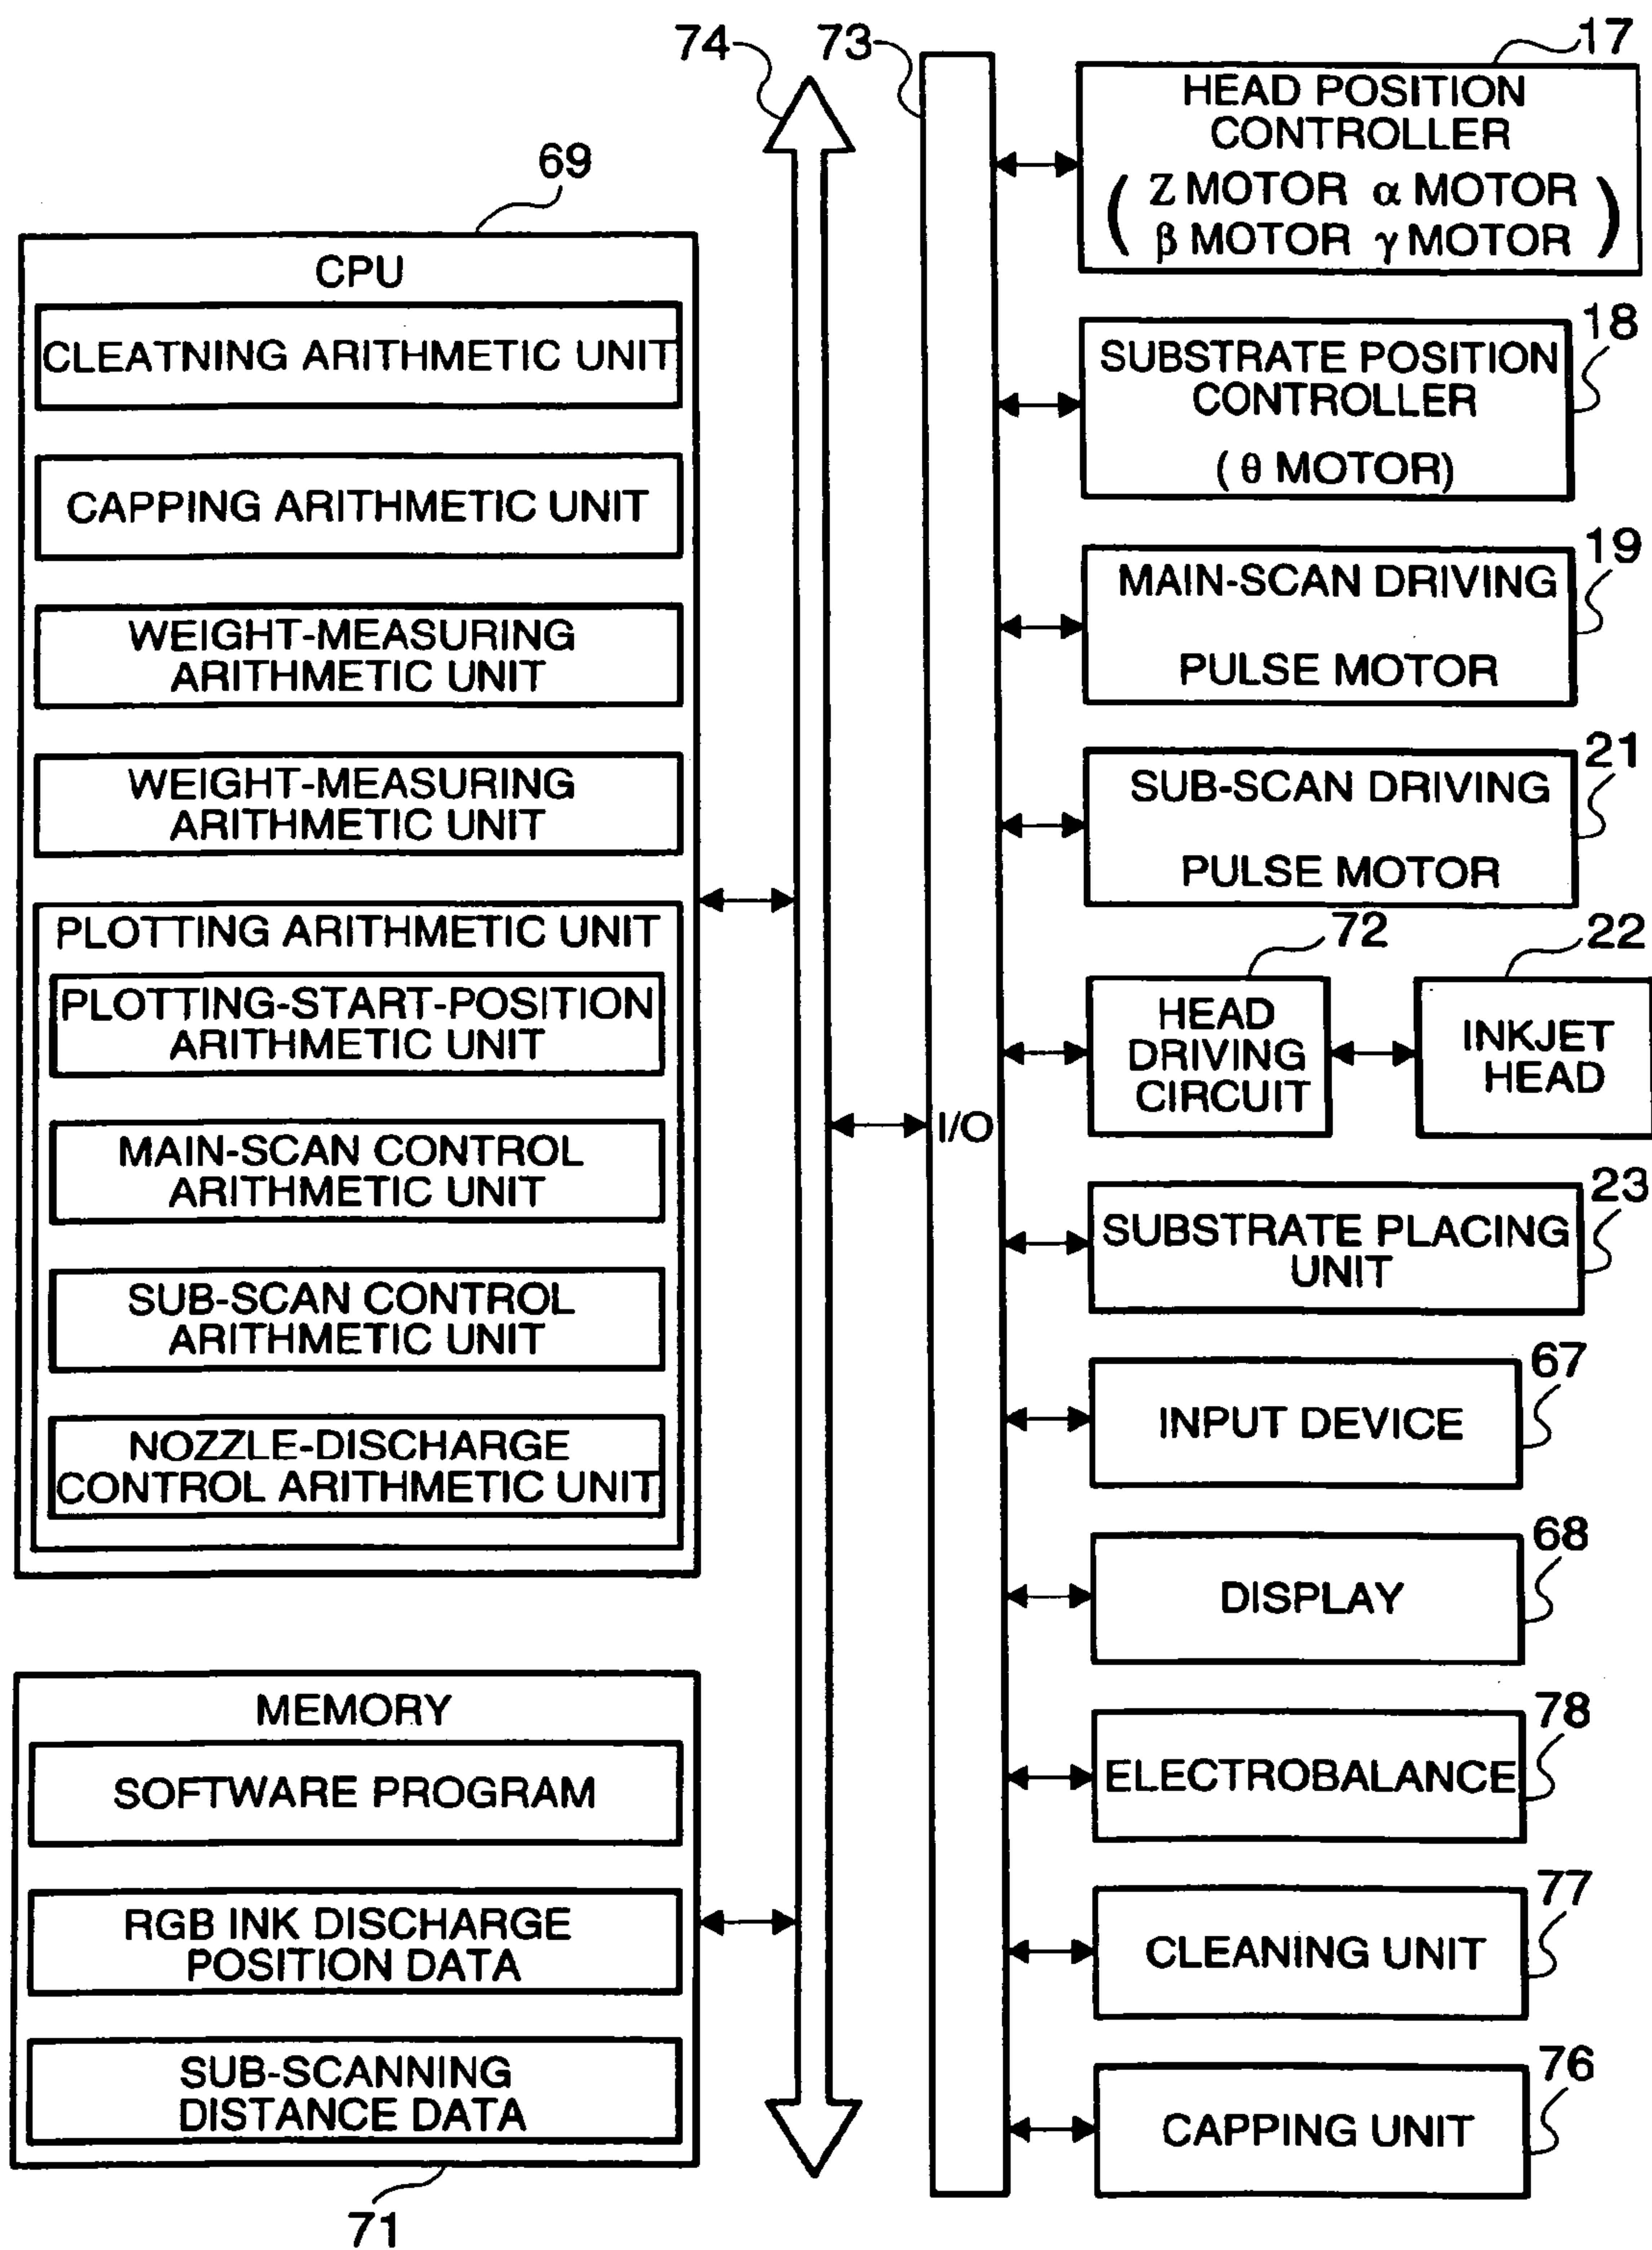 74
73
17
HEAD POSITION
CONTROLLER
( Z MOTOR α MOTOR
β MOTOR γ MOTOR )
69
CPU
CLEATNING ARITHMETIC UNIT
CAPPING ARITHMETIC UNIT
WEIGHT-MEASURING
ARITHMETIC UNIT
WEIGHT-MEASURING
ARITHMETIC UNIT
PLOTTING ARITHMETIC UNIT
PLOTTING-START-POSITION
ARITHMETIC UNIT
MAIN-SCAN CONTROL
ARITHMETIC UNIT
SUB-SCAN CONTROL
ARITHMETIC UNIT
NOZZLE-DISCHARGE
CONTROL ARITHMETIC UNIT
MEMORY
SOFTWARE PROGRAM
RGB INK DISCHARGE
POSITION DATA
SUB-SCANNING
DISTANCE DATA
71
I/O
18
SUBSTRATE POSITION
CONTROLLER
( θ MOTOR)
19
MAIN-SCAN DRIVING
PULSE MOTOR
21
SUB-SCAN DRIVING
PULSE MOTOR
72
HEAD
DRIVING
CIRCUIT
22
INKJET
HEAD
23
SUBSTRATE PLACING
UNIT
67
INPUT DEVICE
68
DISPLAY
78
ELECTROBALANCE
77
CLEANING UNIT
76
CAPPING UNIT